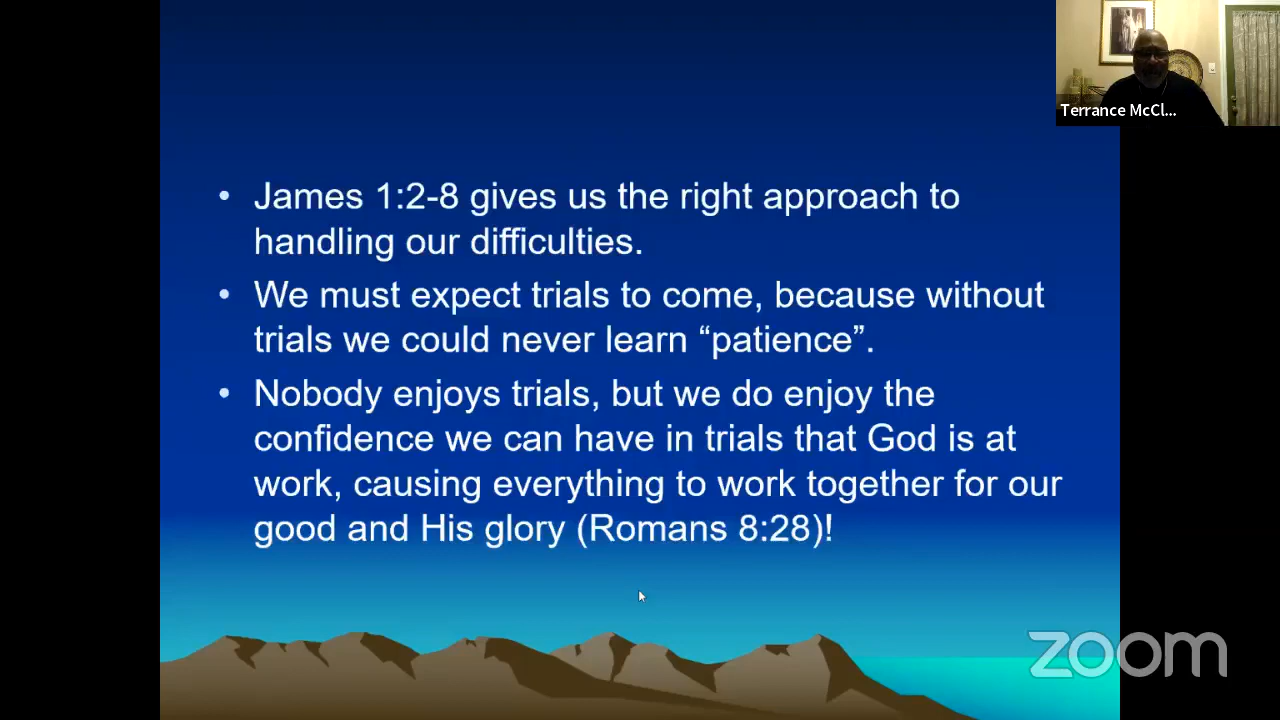 Terrance McCl...
• James 1:2-8 gives us the right approach to
handling our difficulties.
• We must expect trials to come, because without
trials we could never learn “patience”.
• Nobody enjoys trials, but we do enjoy the
confidence we can have in trials that God is at
work, causing everything to work together for our
good and His glory (Romans 8:28)!
zoom